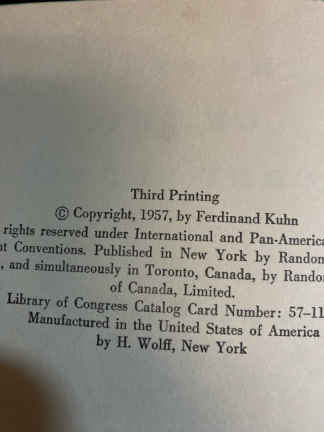 Third Printing
© Copyright, 1957, by Ferdinand Kuhn
rights reserved under International and Pan-America
t Conventions. Published in New York by Random
, and simultaneously in Toronto, Canada, by Rando
of Canada, Limited.
Library of Congress Catalog Card Number: 57-11
Manufactured in the United States of America
by H. Wolff, New York